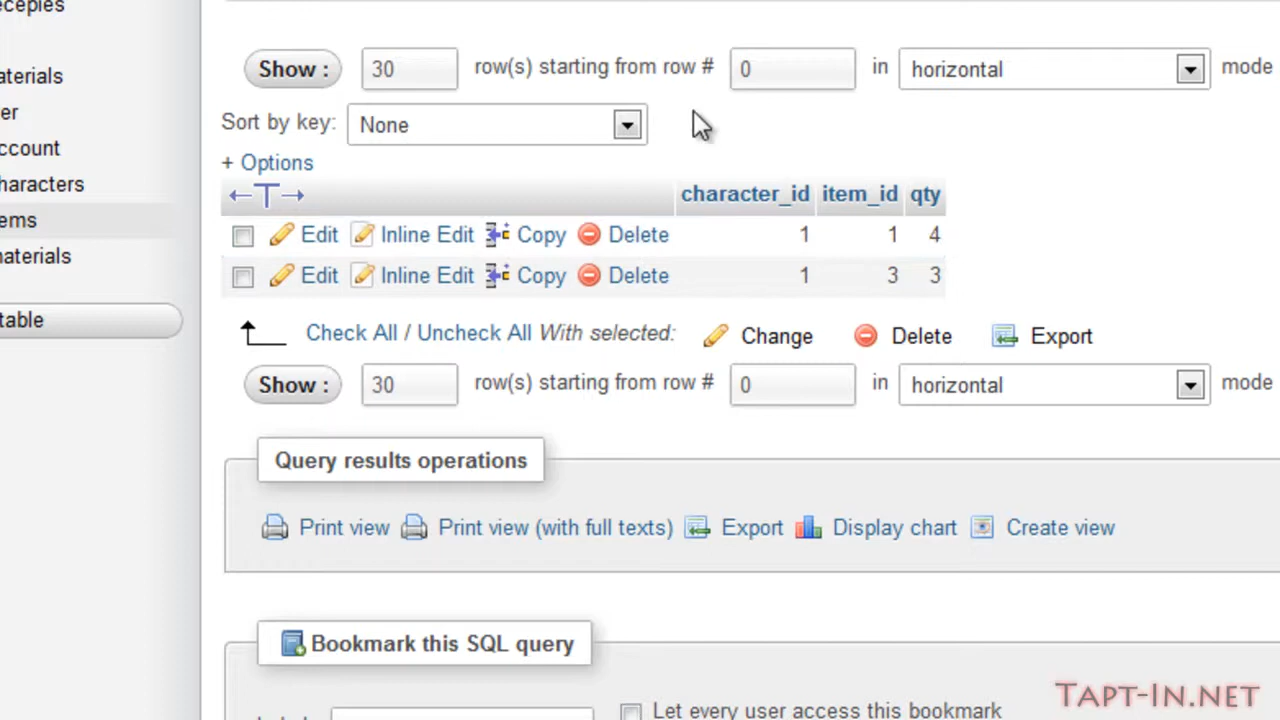 ecepies
Show : 30 row(s) starting from row # 0 in horizontal mode
aterials
er
Sort by key: None
ccount
+ Options
haracters
character_id item_id qty
ems
Edit Inline Edit Copy Delete 1 1 4
aterials
Edit Inline Edit Copy Delete 1 3 3
table
Check All / Uncheck All With selected: Change Delete Export
Show : 30 row(s) starting from row # 0 in horizontal mode
Query results operations
Print view Print view (with full texts) Export Display chart Create view
Bookmark this SQL query
Let every user access this bookmark
Tapt-In.net